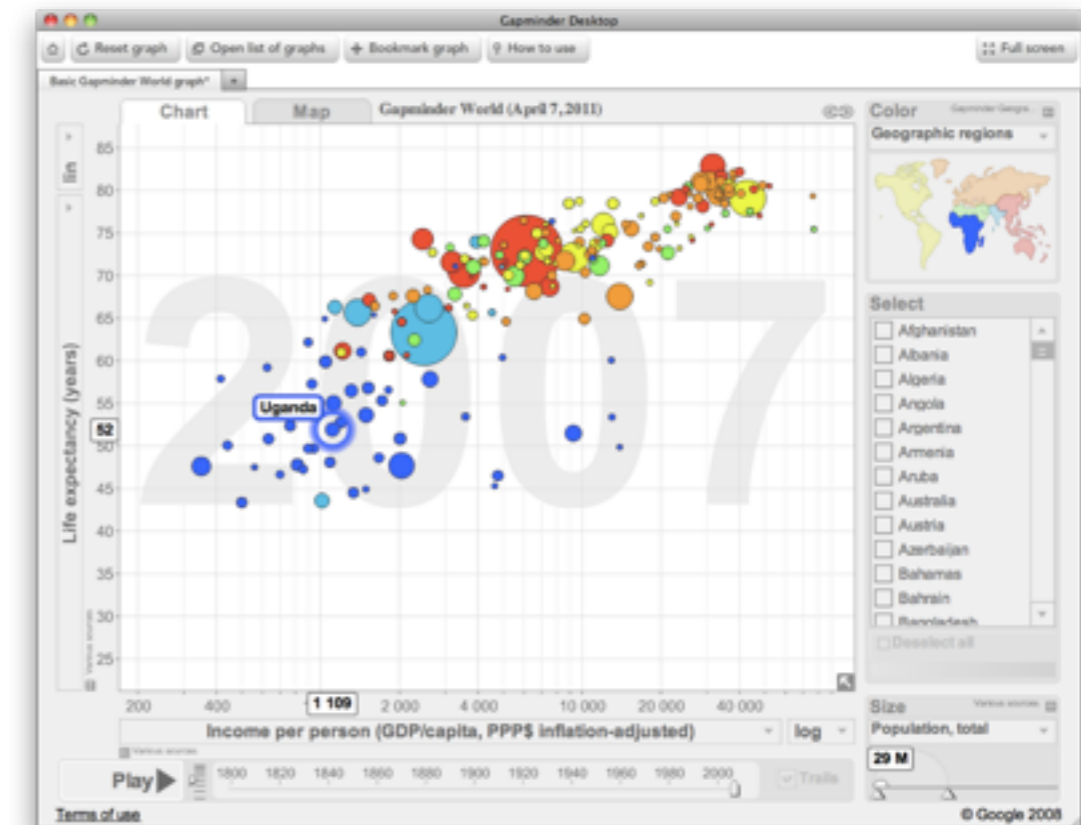 Gapminder Desktop
Reset graph Open list of graphs + Bookmark graph ? How to use Full screen
Basic Gapminder World graph* +
Chart Map Gapminder World (April 7, 2011)
Color
Geographic regions
lin
Life expectancy (years)
85
80
75
70
65
60
55
52
50
45
40
35
30
25
2007
Uganda
Select
Afghanistan
Albania
Algeria
Angola
Argentina
Armenia
Aruba
Australia
Austria
Azerbaijan
Bahamas
Bahrain
Bangladesh
Deselect all
200 400 1 109 2 000 4 000 10 000 20 000 40 000
Income per person (GDP/capita, PPP$ inflation-adjusted) log
Various sources
Size Various sources
Population, total
29 M
Play 1800 1820 1840 1860 1880 1900 1920 1940 1960 1980 2000 Trails
Terms of use © Google 2008